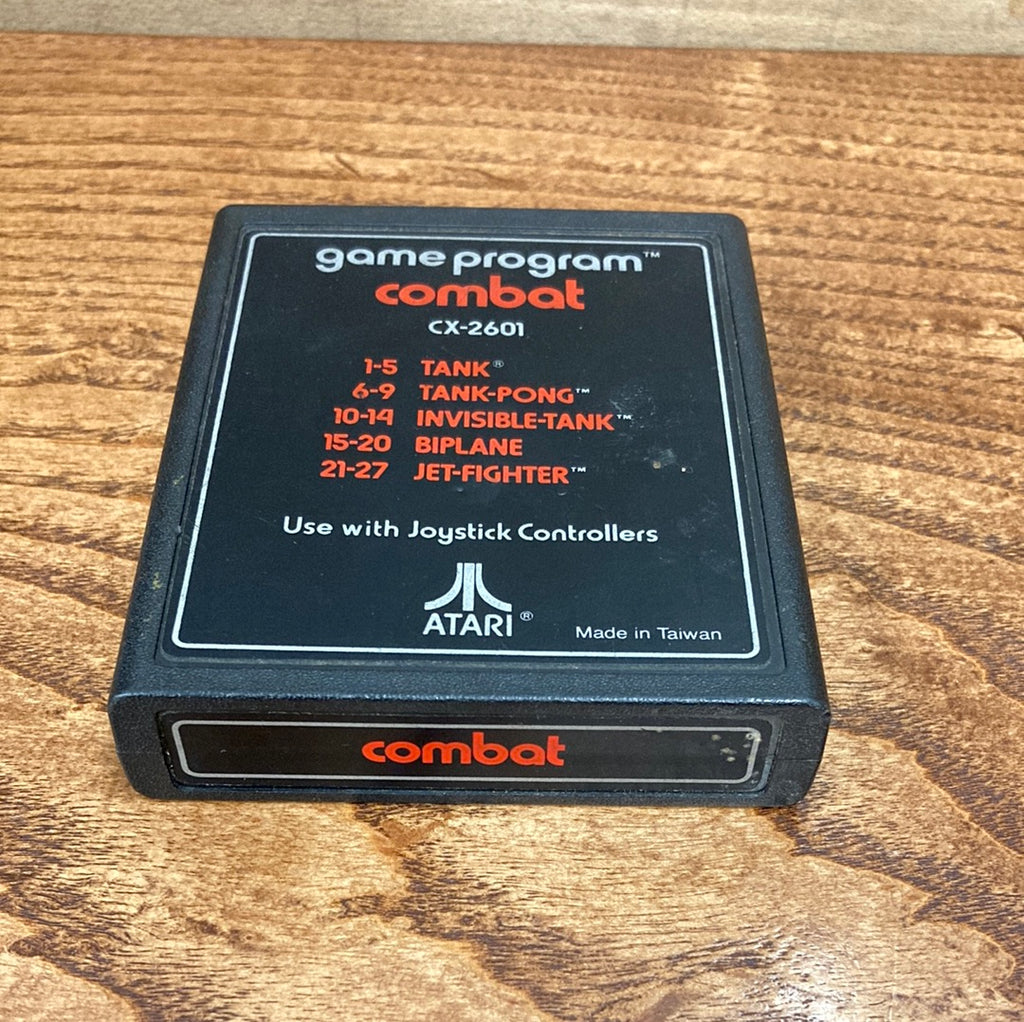 game program™
combat
CX-2601
1-5 TANK®
6-9 TANK-PONG™
10-14 INVISIBLE-TANK™
15-20 BIPLANE
21-27 JET-FIGHTER™
Use with Joystick Controllers
ATARI®
Made in Taiwan
combat